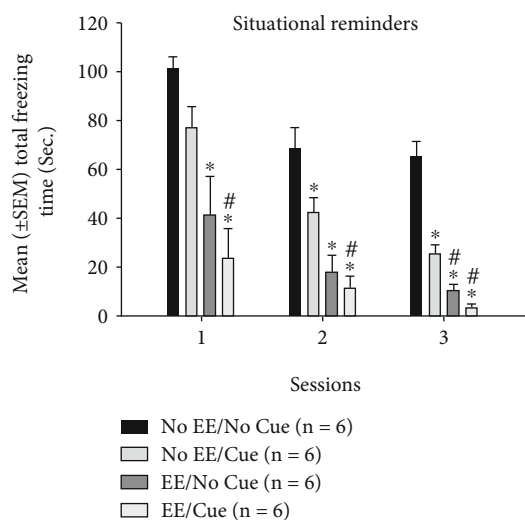 Situational reminders
Mean (±SEM) total freezing
time (Sec.)
120
100
80
60
40
20
0
*
#
*
*
*
#
*
*
#
*
#
*
1
2
3
Sessions
No EE/No Cue (n = 6)
No EE/Cue (n = 6)
EE/No Cue (n = 6)
EE/Cue (n = 6)